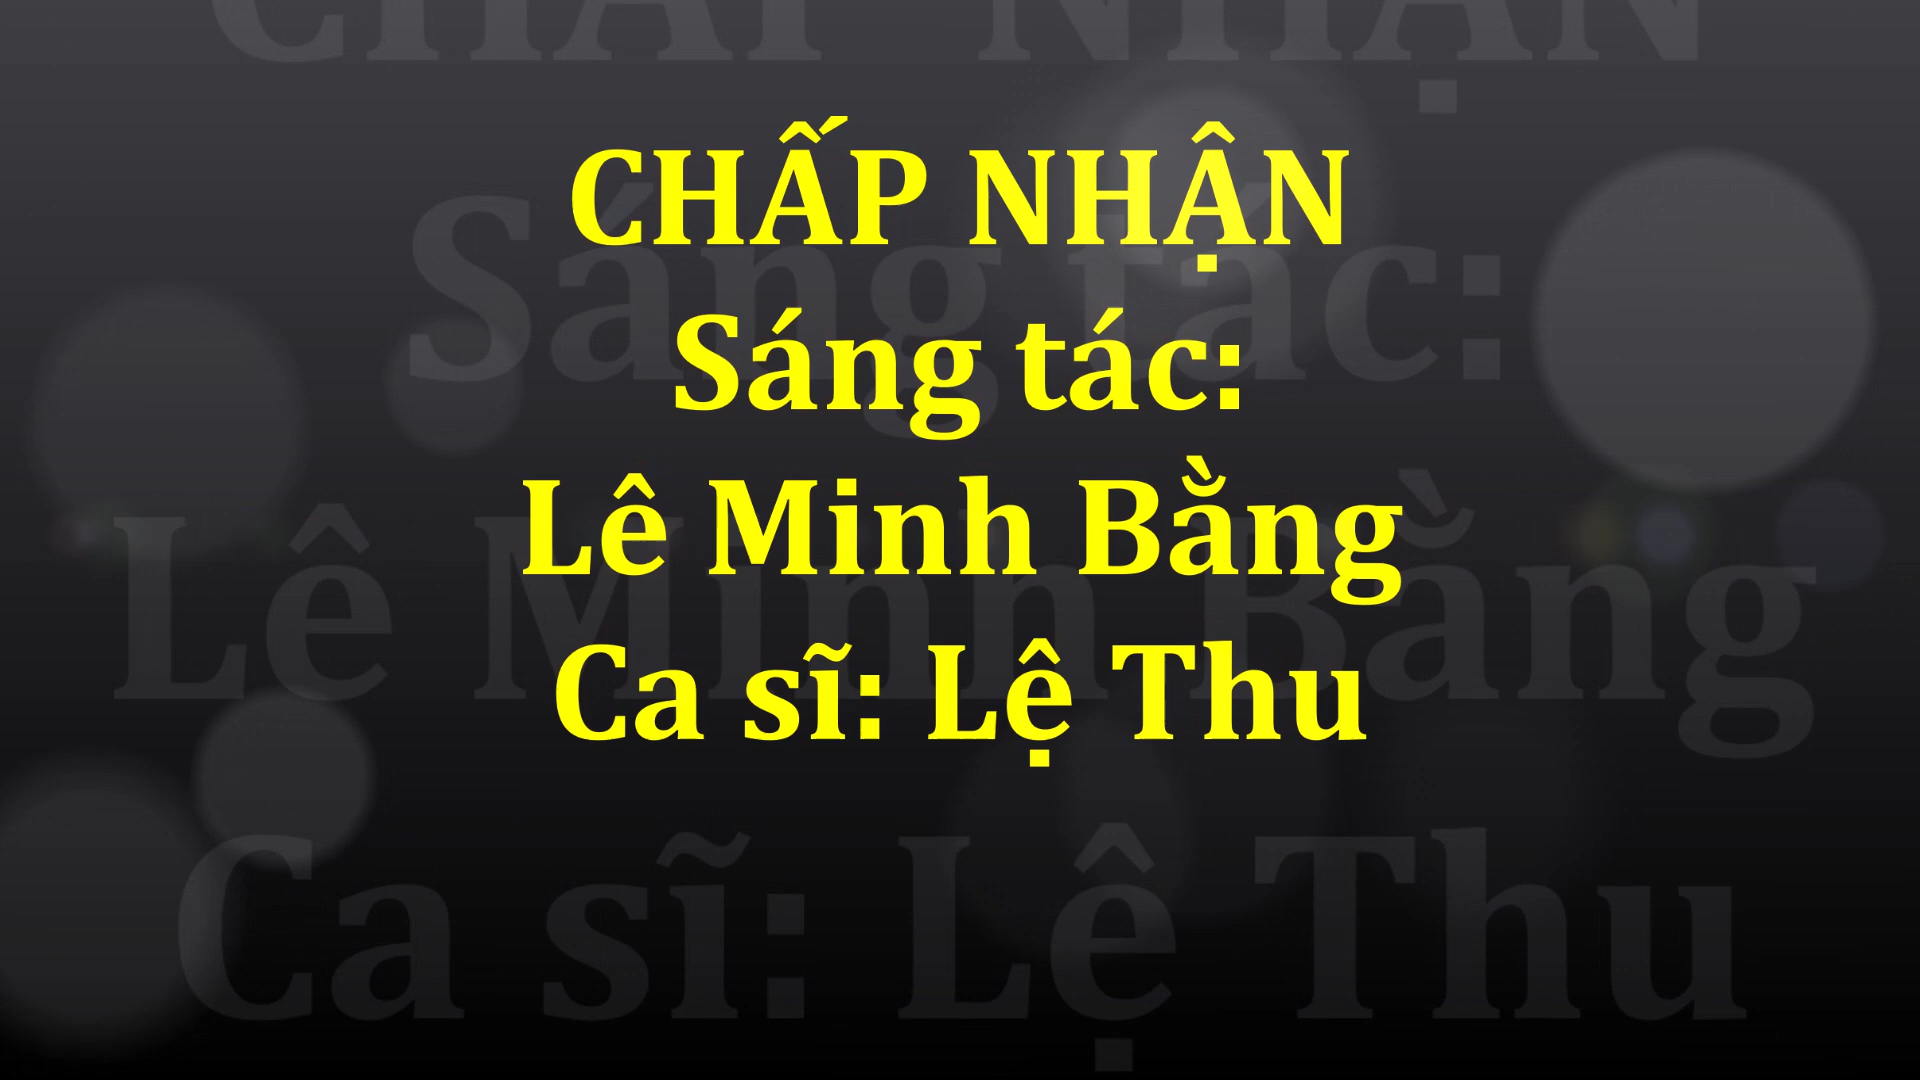 CHẤP NHẬN
Sáng tác:
Lê Minh Bằng
Ca sĩ: Lệ Thu